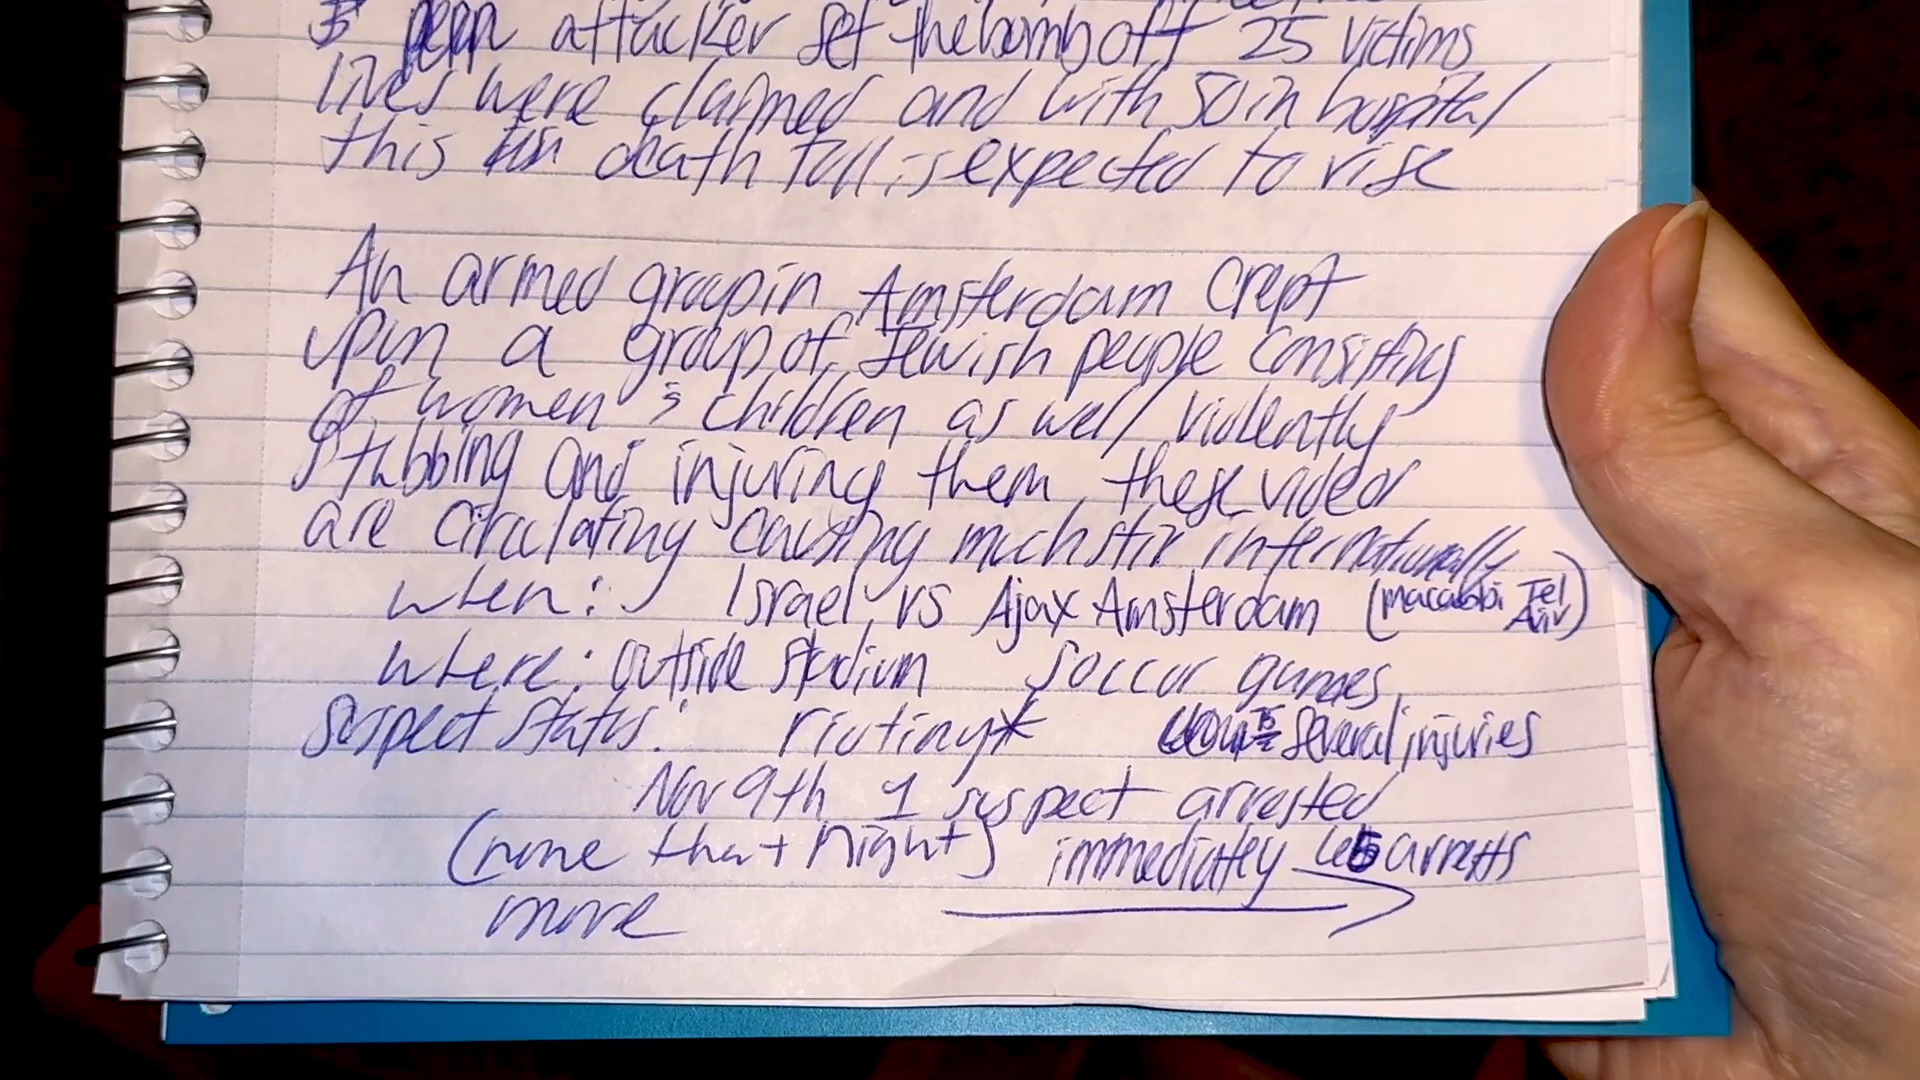 attacker set the bomb off 25 victims
lives were claimed and with 50 in hospital
this death toll is expected to rise
An armed group in Amsterdam crept
upon a group of Jewish people consisting
of women & children as well violently
stabbing and injuring them, these videos
are circulating causing much stir internationally
when: Israel vs Ajax Amsterdam (macabbi Tel Aviv)
where: outside stadium soccor games,
suspect status: rioting* several injuries
Nov 9th 1 suspect arrested
(none that night) immediatley arrests
more